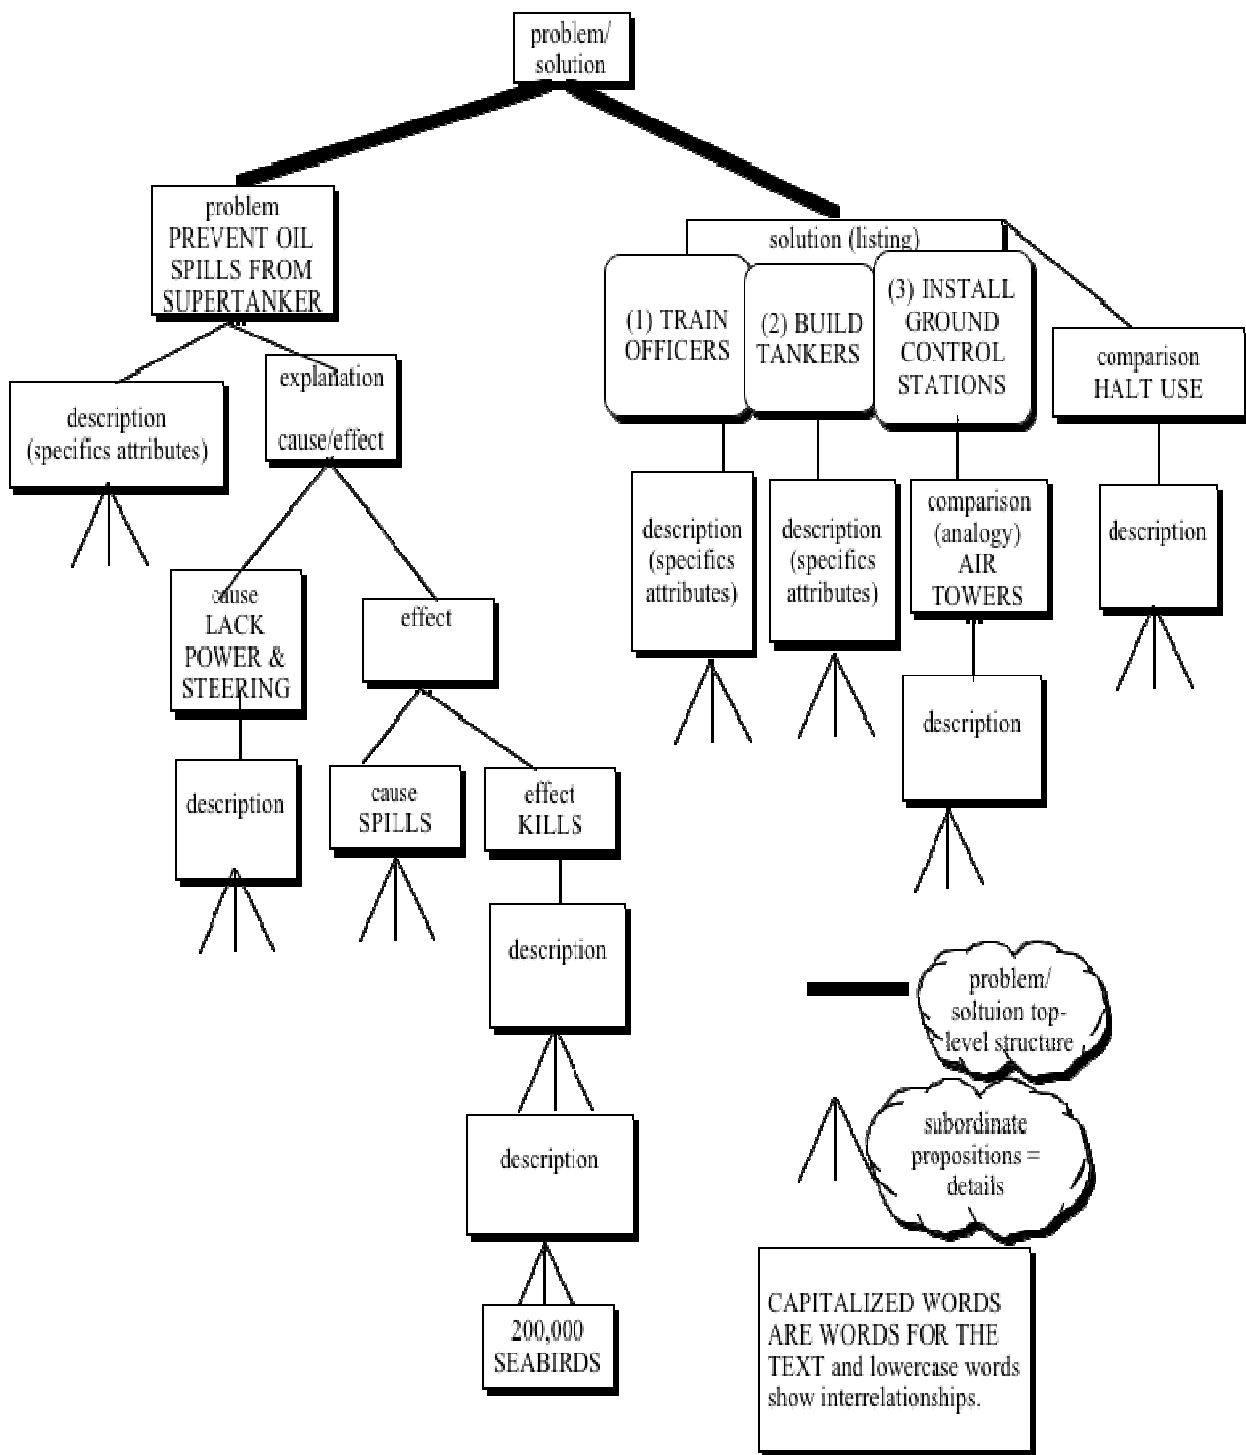 problem/
solution
problem
PREVENT OIL
SPILLS FROM
SUPERTANKER
description
(specifics attributes)
explanation
cause/effect
cause
LACK
POWER &
STEERING
description
effect
cause
SPILLS
effect
KILLS
description
description
200,000
SEABIRDS
solution (listing)
(1) TRAIN
OFFICERS
(2) BUILD
TANKERS
(3) INSTALL
GROUND
CONTROL
STATIONS
comparison
HALT USE
description
(specifics
attributes)
description
(specifics
attributes)
comparison
(analogy)
AIR
TOWERS
description
description
problem/
soltuion top-
level structure
subordinate
propositions =
details
CAPITALIZED WORDS
ARE WORDS FOR THE
TEXT and lowercase words
show interrelationships.